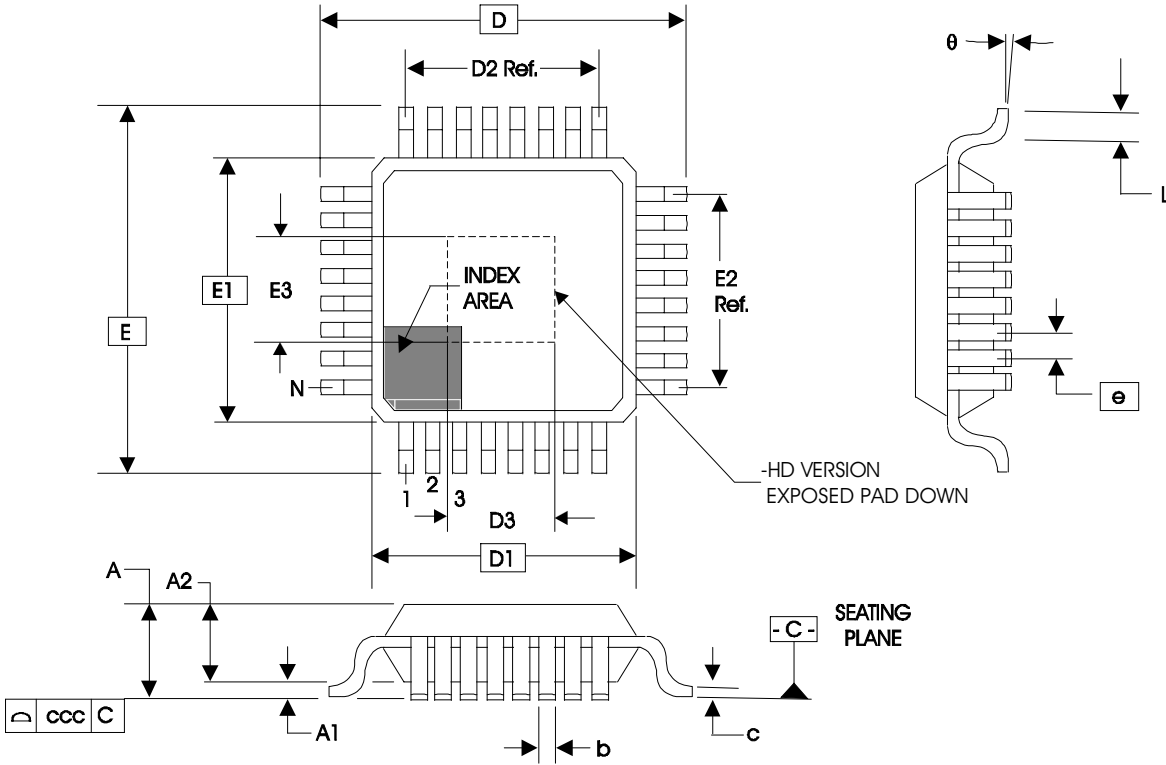 D
D2 Ref.
θ
L
E
E1
E3
INDEX
AREA
E2
Ref.
N
e
1
2
3
-HD VERSION
EXPOSED PAD DOWN
D3
D1
A
A2
- C -
SEATING
PLANE
⌓ ccc C
A1
b
c